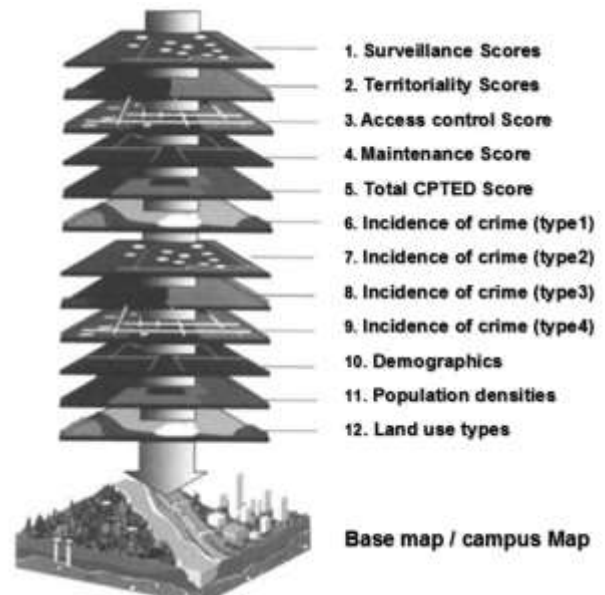 1. Surveillance Scores
2. Territoriality Scores
3. Access control Score
4. Maintenance Score
5. Total CPTED Score
6. Incidence of crime (type1)
7. Incidence of crime (type2)
8. Incidence of crime (type3)
9. Incidence of crime (type4)
10. Demographics
11. Population densities
12. Land use types
Base map / campus Map